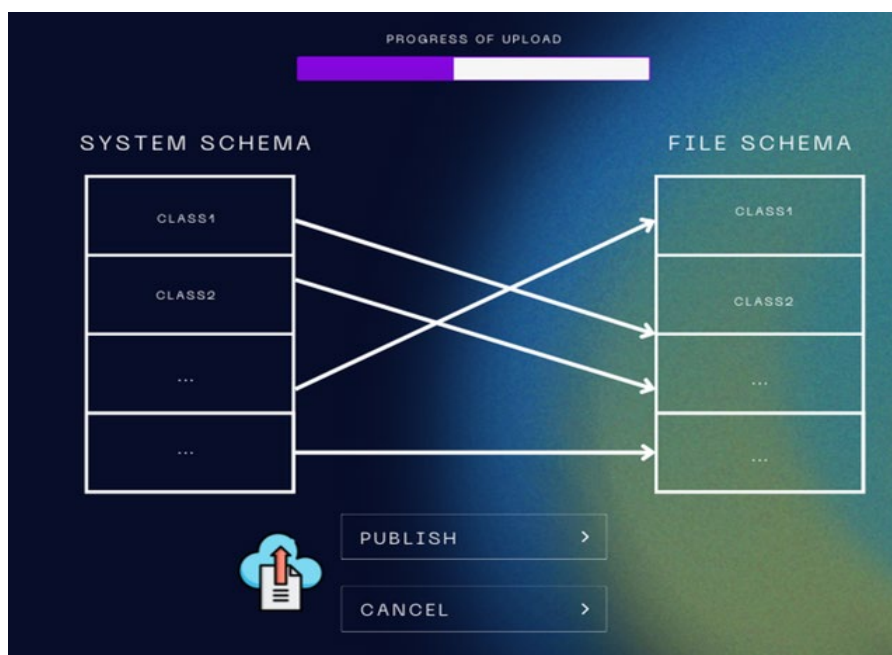 PROGRESS OF UPLOAD
SYSTEM SCHEMA
FILE SCHEMA
CLASS1
CLASS2
...
...
CLASS1
CLASS2
...
...
PUBLISH >
CANCEL >